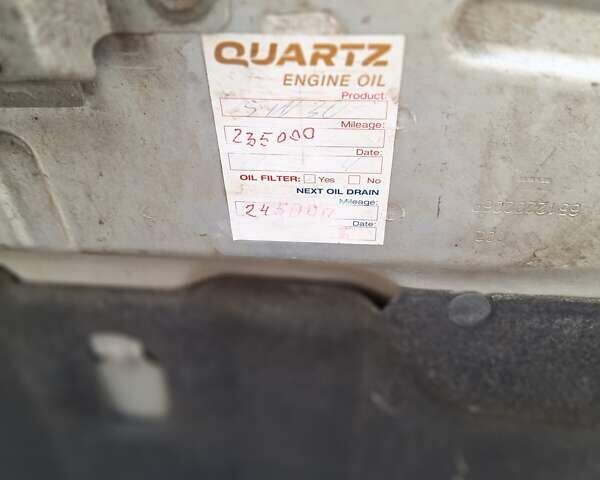 QUARTZ
ENGINE OIL
Product:
Mileage:
235000
Date:
OIL FILTER: Yes No
NEXT OIL DRAIN
Mileage:
245000
Date: